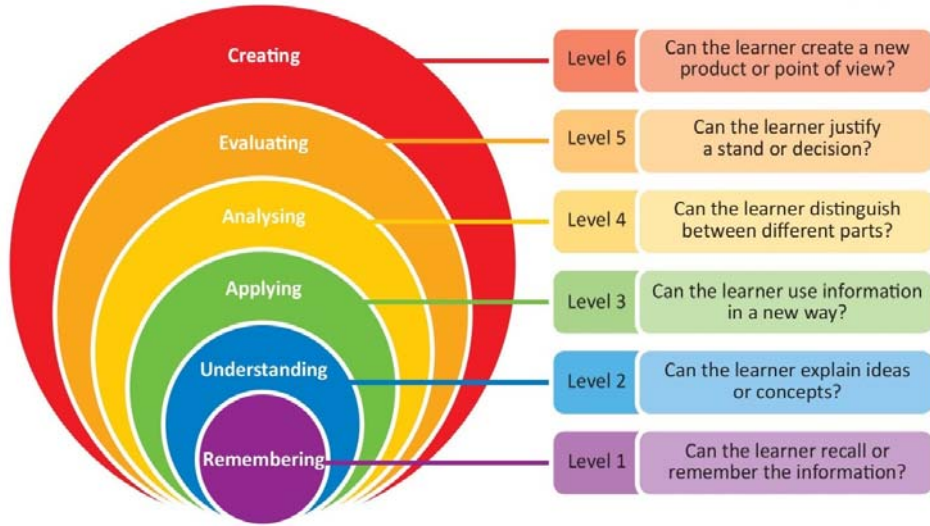 Creating
Level 6
Can the learner create a new
product or point of view?
Evaluating
Level 5
Can the learner justify
a stand or decision?
Analysing
Level 4
Can the learner distinguish
between different parts?
Applying
Level 3
Can the learner use information
in a new way?
Understanding
Level 2
Can the learner explain ideas
or concepts?
Remembering
Level 1
Can the learner recall or
remember the information?